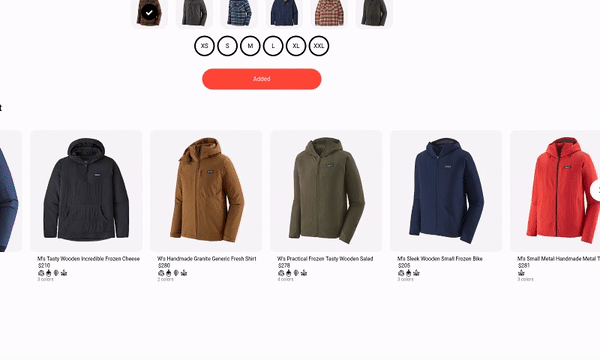 XS S M L XL XXL
Added
t
M's Tasty Wooden Incredible Frozen Cheese
$210
3 colors
M's Handmade Granite Generic Fresh Shirt
$280
2 colors
M's Practical Frozen Tasty Wooden Salad
$278
4 colors
M's Sleek Wooden Small Frozen Bike
$205
3 colors
M's Small Metal Handmade Metal T
$281
3 colors